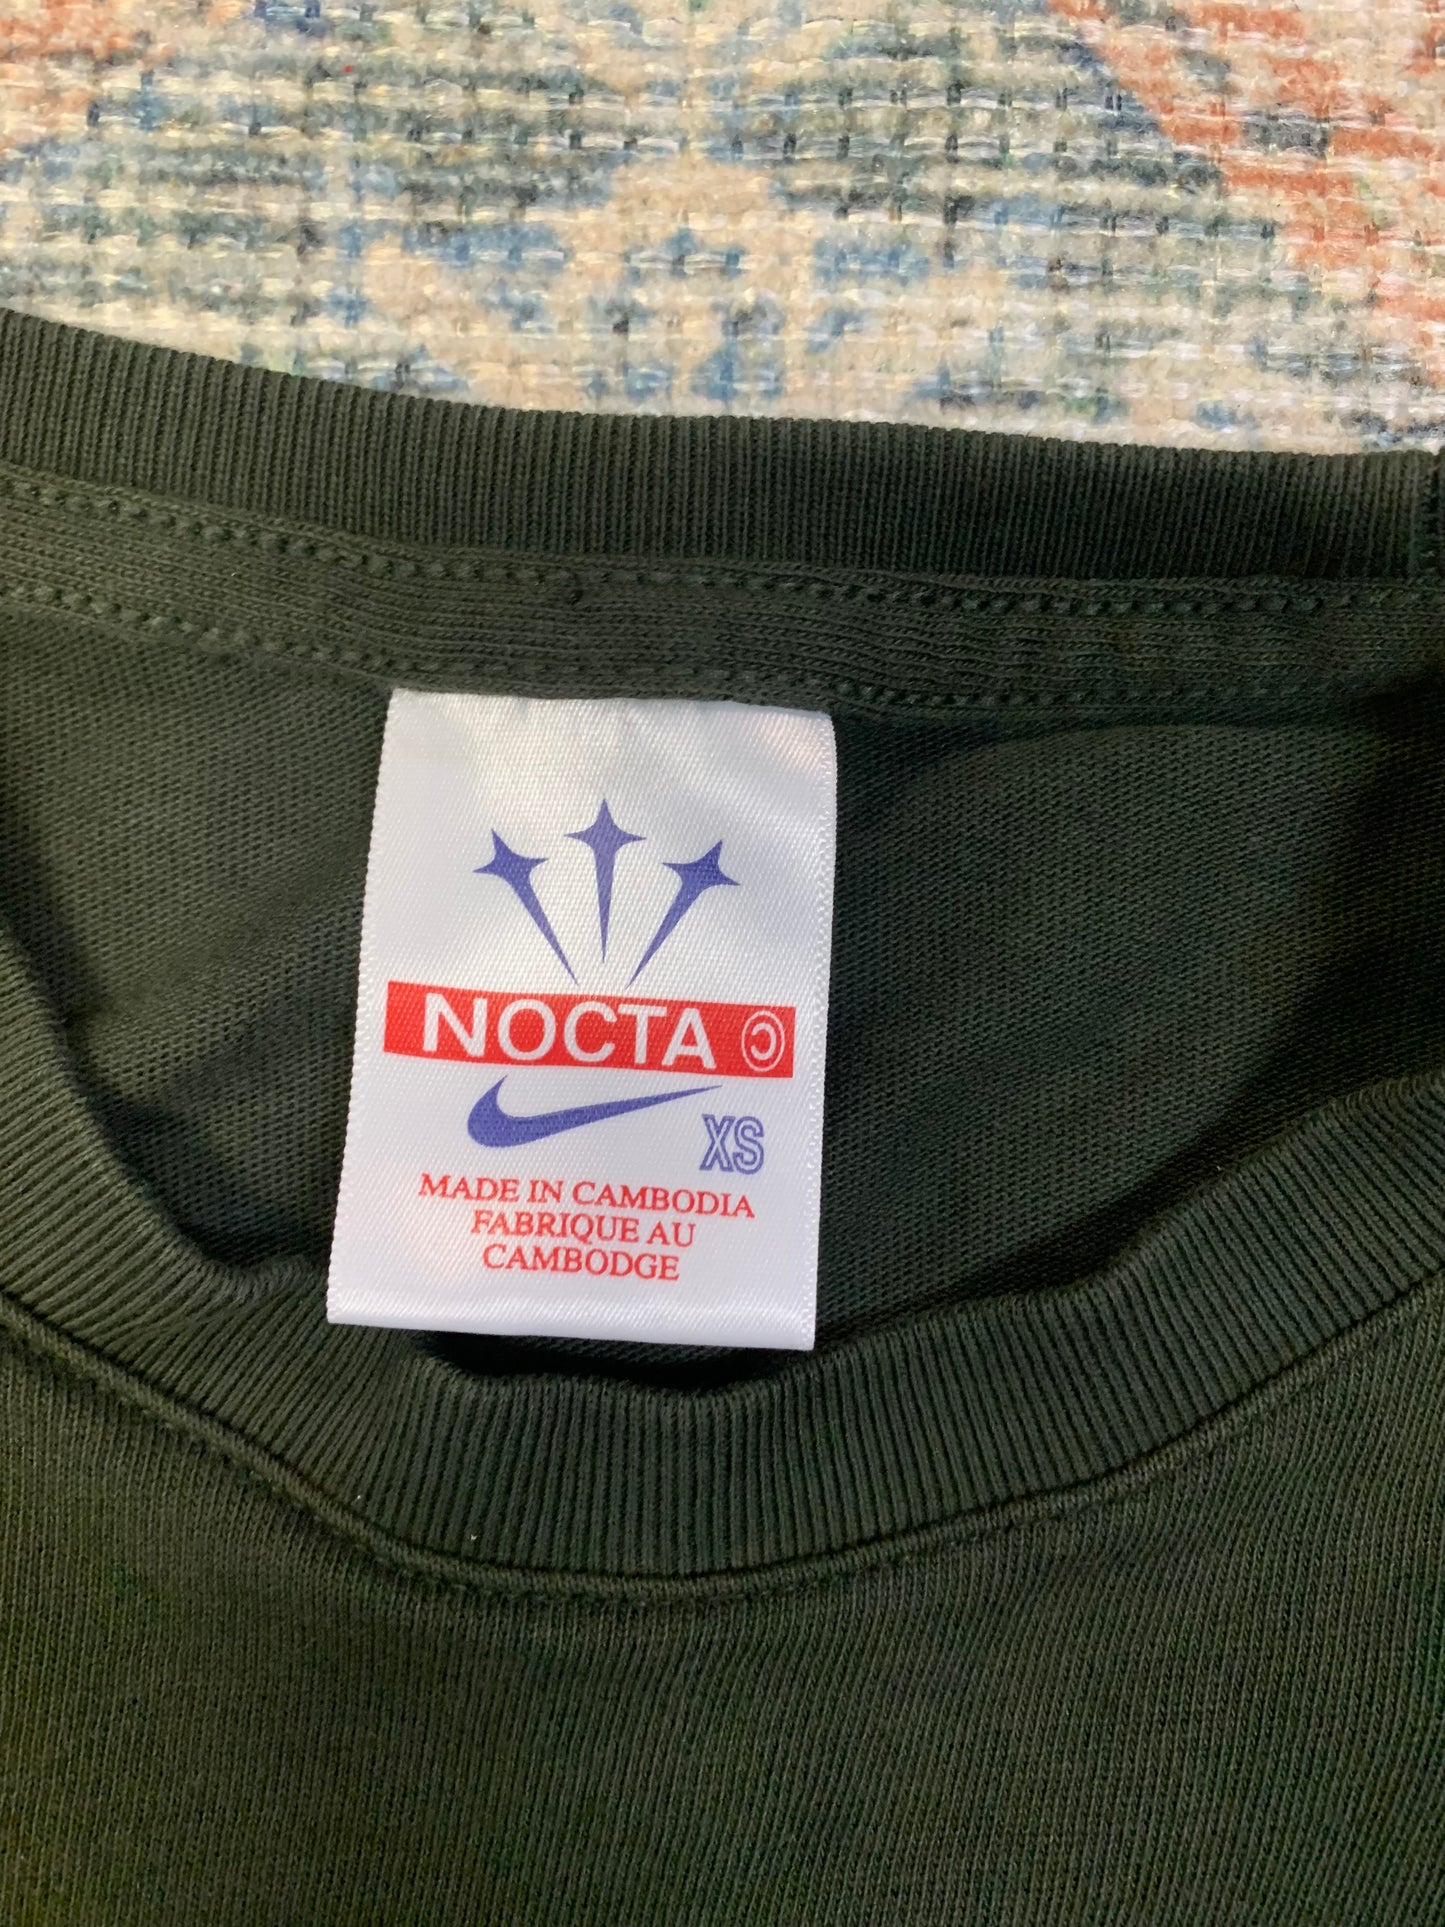 NOCTA ©
XS
MADE IN CAMBODIA
FABRIQUE AU
CAMBODGE